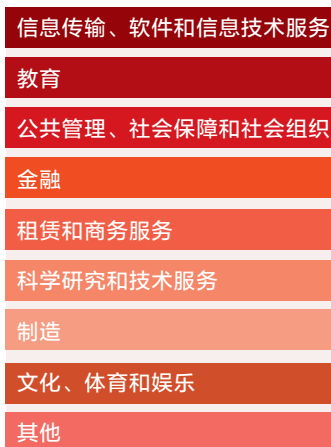 信息传输、软件和信息技术服务
教育
公共管理、社会保障和社会组织
金融
租赁和商务服务
科学研究和技术服务
制造
文化、体育和娱乐
其他